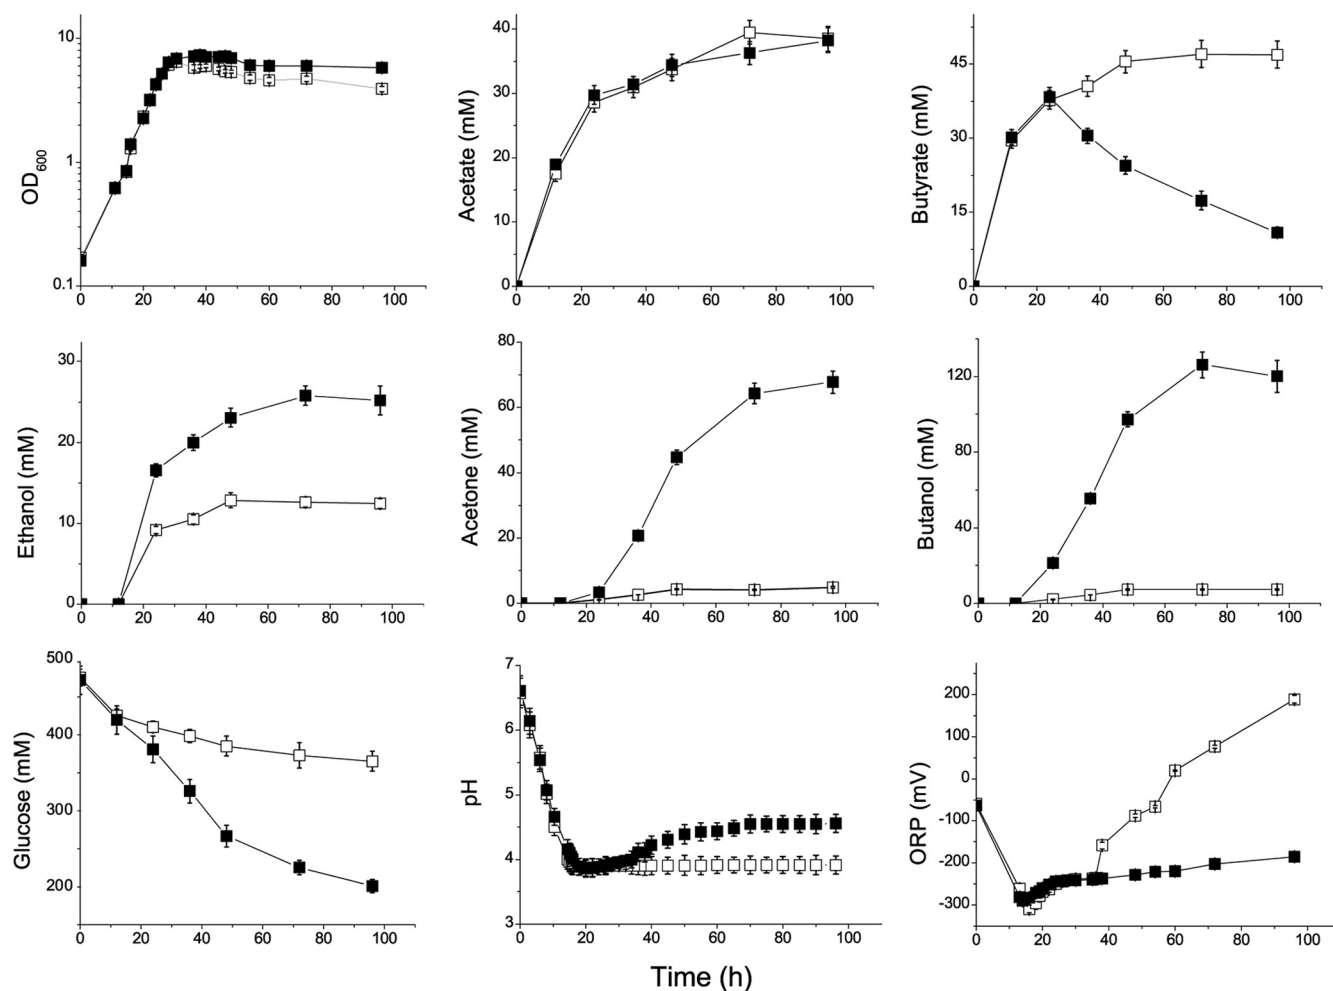 10
1
0.1
OD600
0 20 40 60 80 100
40
30
20
10
0
Acetate (mM)
0 20 40 60 80 100
45
30
15
0
Butyrate (mM)
0 20 40 60 80 100
30
20
10
0
Ethanol (mM)
0 20 40 60 80 100
80
60
40
20
0
Acetone (mM)
0 20 40 60 80 100
120
80
40
0
Butanol (mM)
0 20 40 60 80 100
500
400
300
200
Glucose (mM)
0 20 40 60 80 100
7
6
5
4
3
pH
0 20 40 60 80 100
200
100
0
-100
-200
-300
ORP (mV)
0 20 40 60 80 100
Time (h)